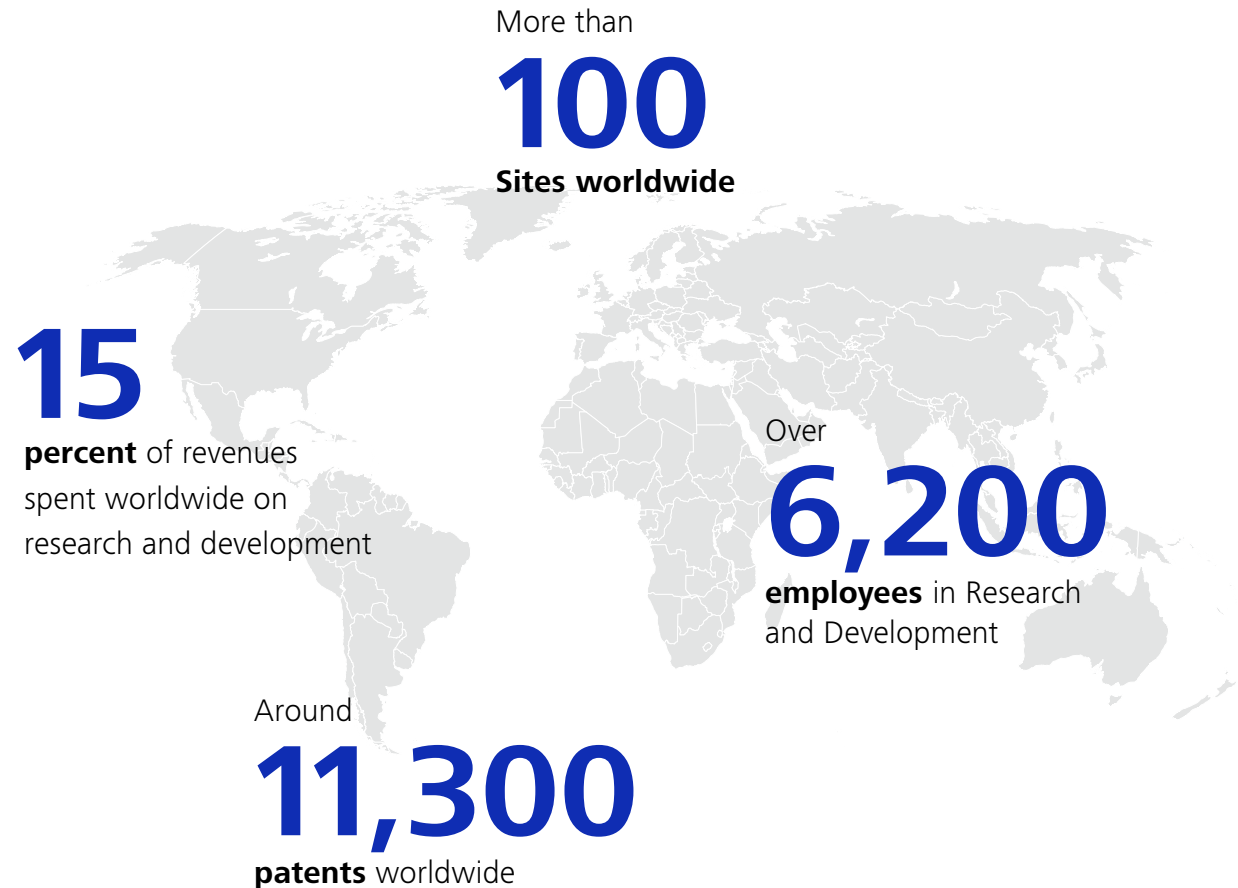 More than
100
Sites worldwide
15
percent of revenues
spent worldwide on
research and development
Over
6,200
employees in Research
and Development
Around
11,300
patents worldwide